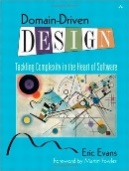 Domain-Driven
DESIGN
Tackling Complexity in the Heart of Software
Eric Evans
Foreword by Martin Fowler